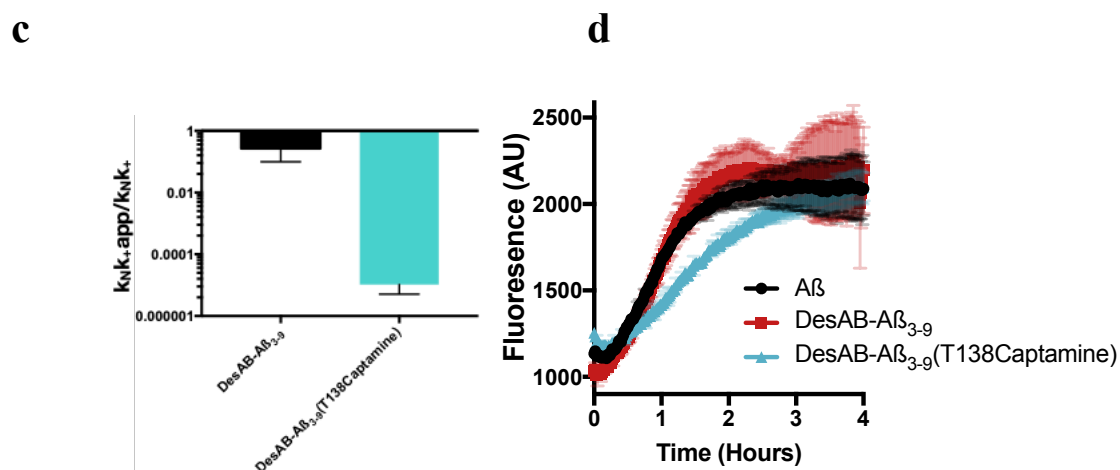 c
d
kNk+app/kNk+
1
0.01
0.0001
0.000001
DesAB-Aß3-9
DesAB-Aß3-9(T138Captamine)
Fluoresence (AU)
2500
2000
1500
1000
Aß
DesAB-Aß3-9
DesAB-Aß3-9(T138Captamine)
0
1
2
3
4
Time (Hours)